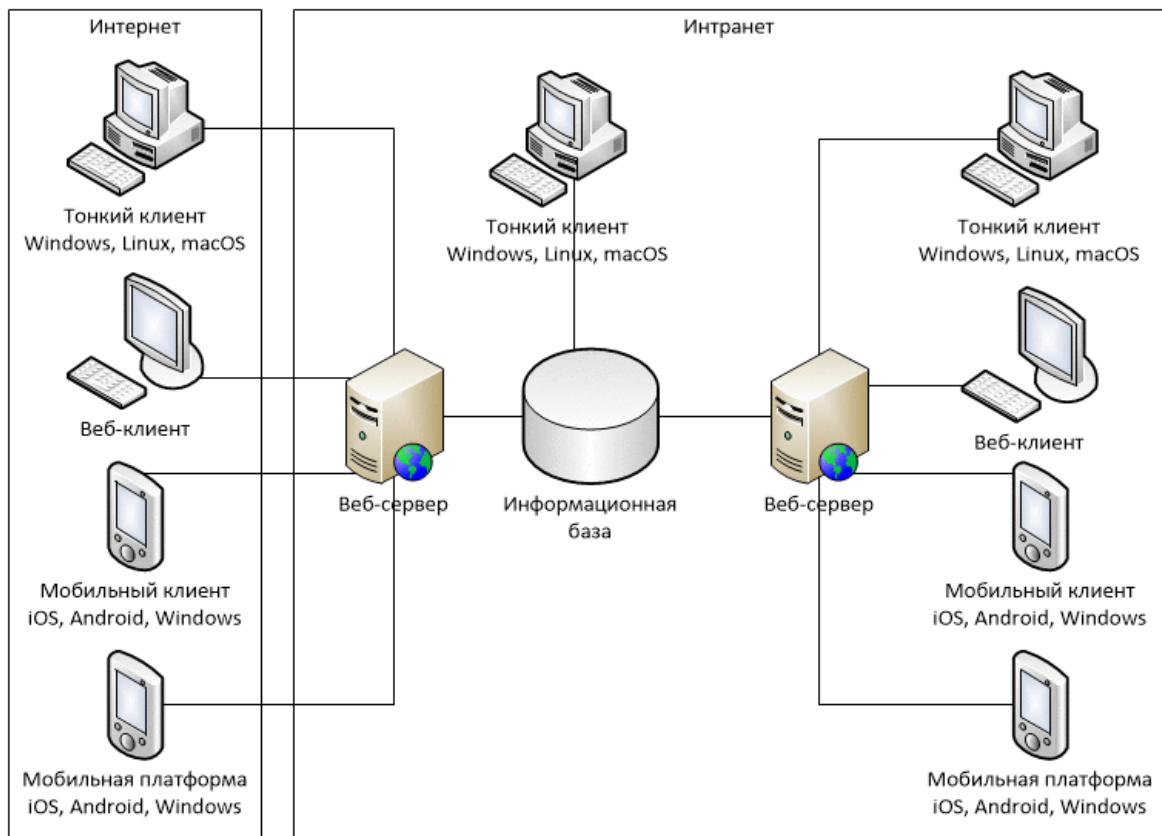 Интернет
Интранет
Тонкий клиент
Windows, Linux, macOS
Тонкий клиент
Windows, Linux, macOS
Тонкий клиент
Windows, Linux, macOS
Веб-клиент
Веб-клиент
Веб-сервер
Информационная
база
Веб-сервер
Мобильный клиент
iOS, Android, Windows
Мобильный клиент
iOS, Android, Windows
Мобильная платформа
iOS, Android, Windows
Мобильная платформа
iOS, Android, Windows